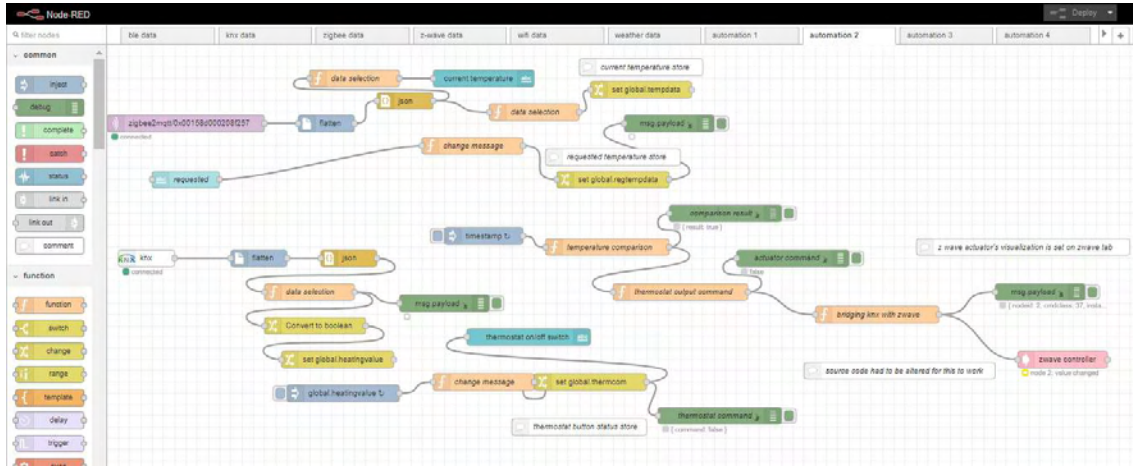 Node-RED
Deploy
filter nodes
ble data
knx data
zigbee data
z-wave data
wifi data
weather data
automation 1
automation 2
automation 3
automation 4
common
inject
debug
complete
catch
status
link in
link out
comment
function
function
switch
change
range
template
delay
trigger
data selection
current temperature
current temperature store
set global.tempdata
json
data selection
zigbee2mqtt/0x00158d000208f257
connected
flatten
msg.payload
change message
requested temperature store
requested
set global.reqtempdata
comparison result
{ result: true }
timestamp ↻
temperature comparison
z wave actuator's visualization is set on zwave tab
knx
connected
flatten
json
actuator command
false
data selection
thermostat output command
msg.payload
msg.payload
{ nodeid: 2, cmdclass: 37, insta...
bridging knx with zwave
Convert to boolean
thermostat on/off switch
set global.heatingvalue
zwave controller
node 2: value changed
source code had to be altered for this to work
global.heatingvalue ↻
change message
set global.thermcom
thermostat command
{ command: false }
thermostat button status store